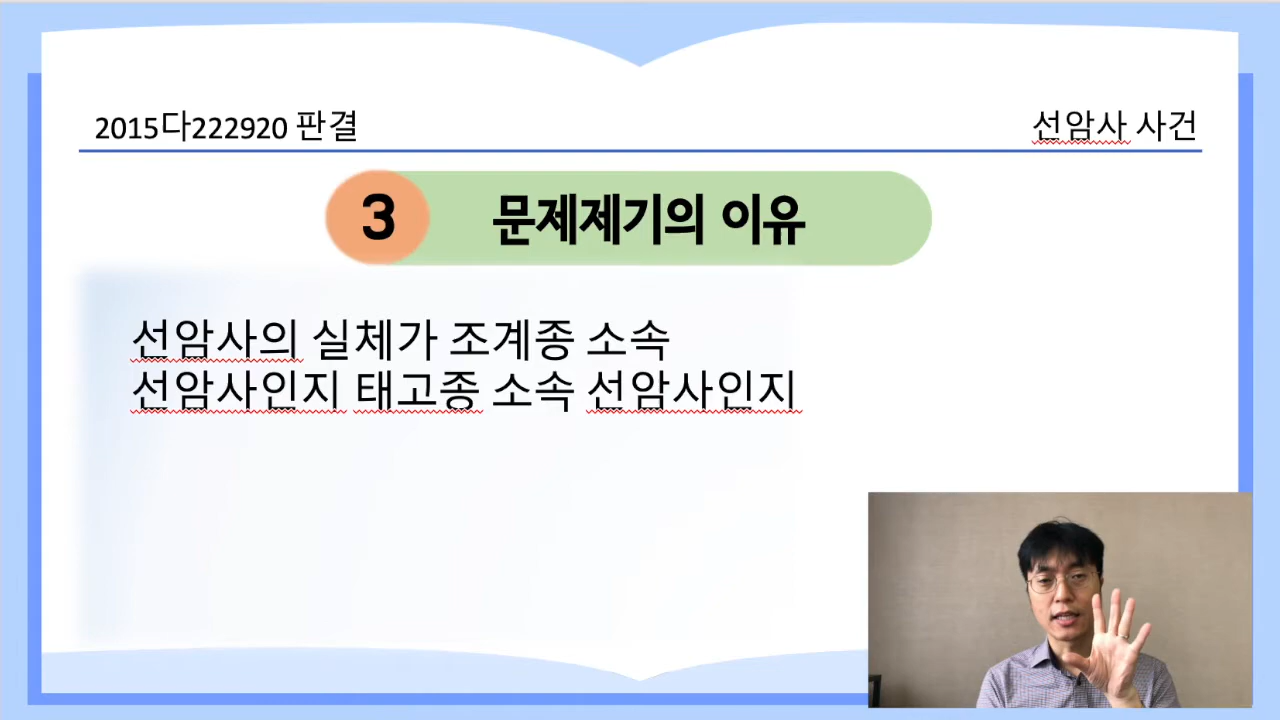 2015다222920 판결
선암사 사건
3 문제제기의 이유
선암사의 실체가 조계종 소속
선암사인지 태고종 소속 선암사인지